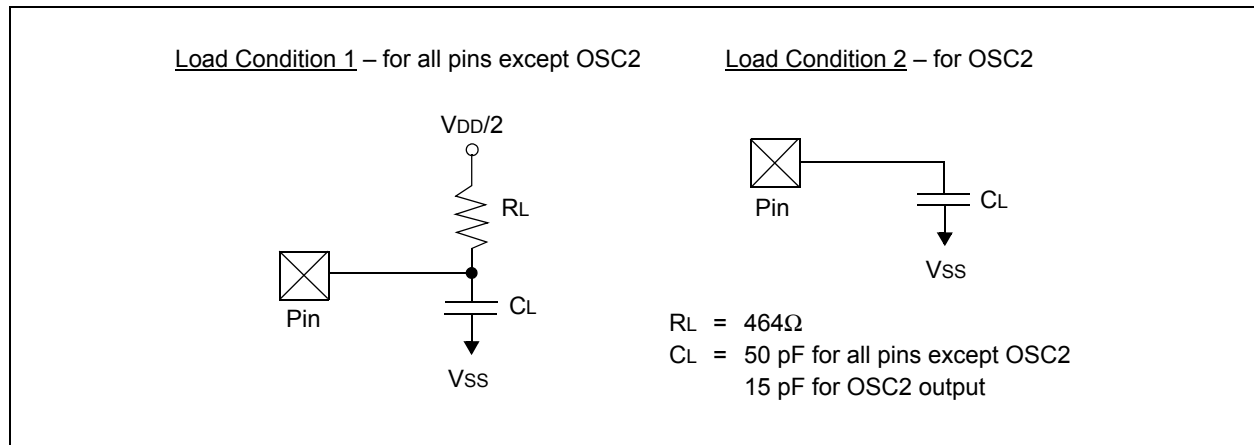 Load Condition 1 – for all pins except OSC2
VDD/2
RL
Pin
CL
VSS
Load Condition 2 – for OSC2
Pin
CL
VSS
RL = 464Ω
CL = 50 pF for all pins except OSC2
15 pF for OSC2 output